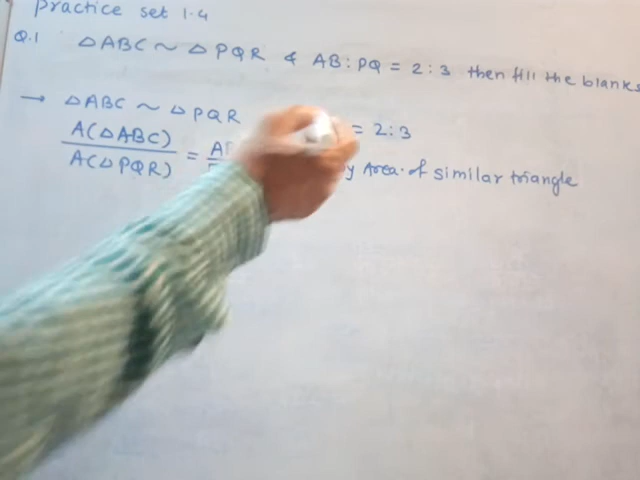 Practice set 1.4
Q.1 △ABC ~ △PQR & AB:PQ = 2:3 then fill the blanks
→ △ABC ~ △PQR = 2:3
A(△ABC)
A(△PQR) = Area of similar triangle